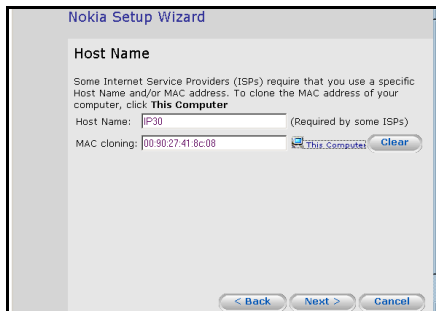 Nokia Setup Wizard
Host Name
Some Internet Service Providers (ISPs) require that you use a specific
Host Name and/or MAC address. To clone the MAC address of your
computer, click This Computer
Host Name: IP30 (Required by some ISPs)
MAC cloning: 00:90:27:41:8c:08 This Computer Clear
< Back Next > Cancel